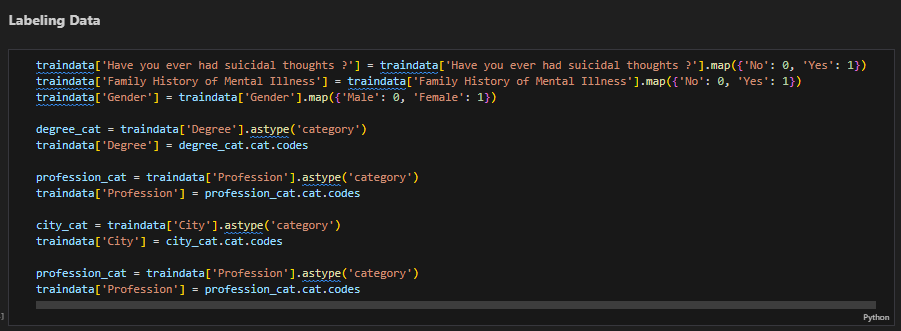 Labeling Data
traindata['Have you ever had suicidal thoughts ?'] = traindata['Have you ever had suicidal thoughts ?'].map({'No': 0, 'Yes': 1})
traindata['Family History of Mental Illness'] = traindata['Family History of Mental Illness'].map({'No': 0, 'Yes': 1})
traindata['Gender'] = traindata['Gender'].map({'Male': 0, 'Female': 1})
degree_cat = traindata['Degree'].astype('category')
traindata['Degree'] = degree_cat.cat.codes
profession_cat = traindata['Profession'].astype('category')
traindata['Profession'] = profession_cat.cat.codes
city_cat = traindata['City'].astype('category')
traindata['City'] = city_cat.cat.codes
profession_cat = traindata['Profession'].astype('category')
traindata['Profession'] = profession_cat.cat.codes
]
Python